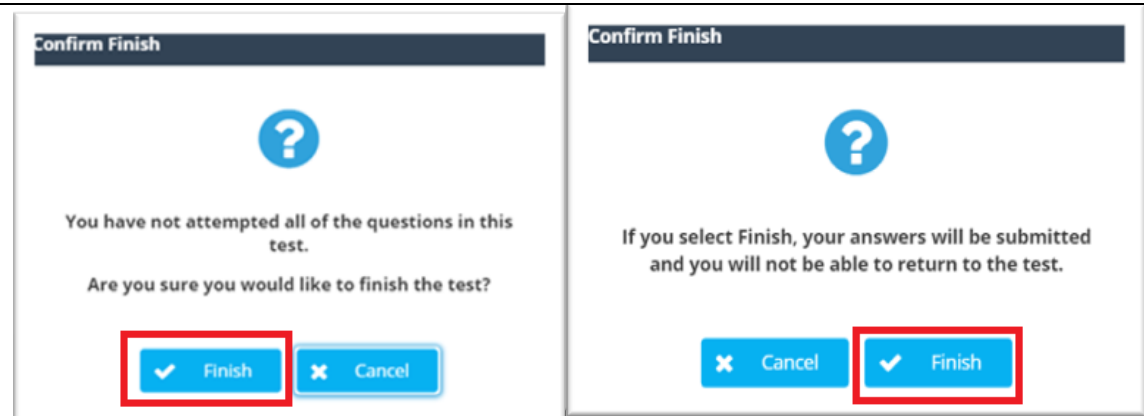 Confirm Finish
You have not attempted all of the questions in this
test.
Are you sure you would like to finish the test?
Finish
Cancel
Confirm Finish
If you select Finish, your answers will be submitted
and you will not be able to return to the test.
Cancel
Finish